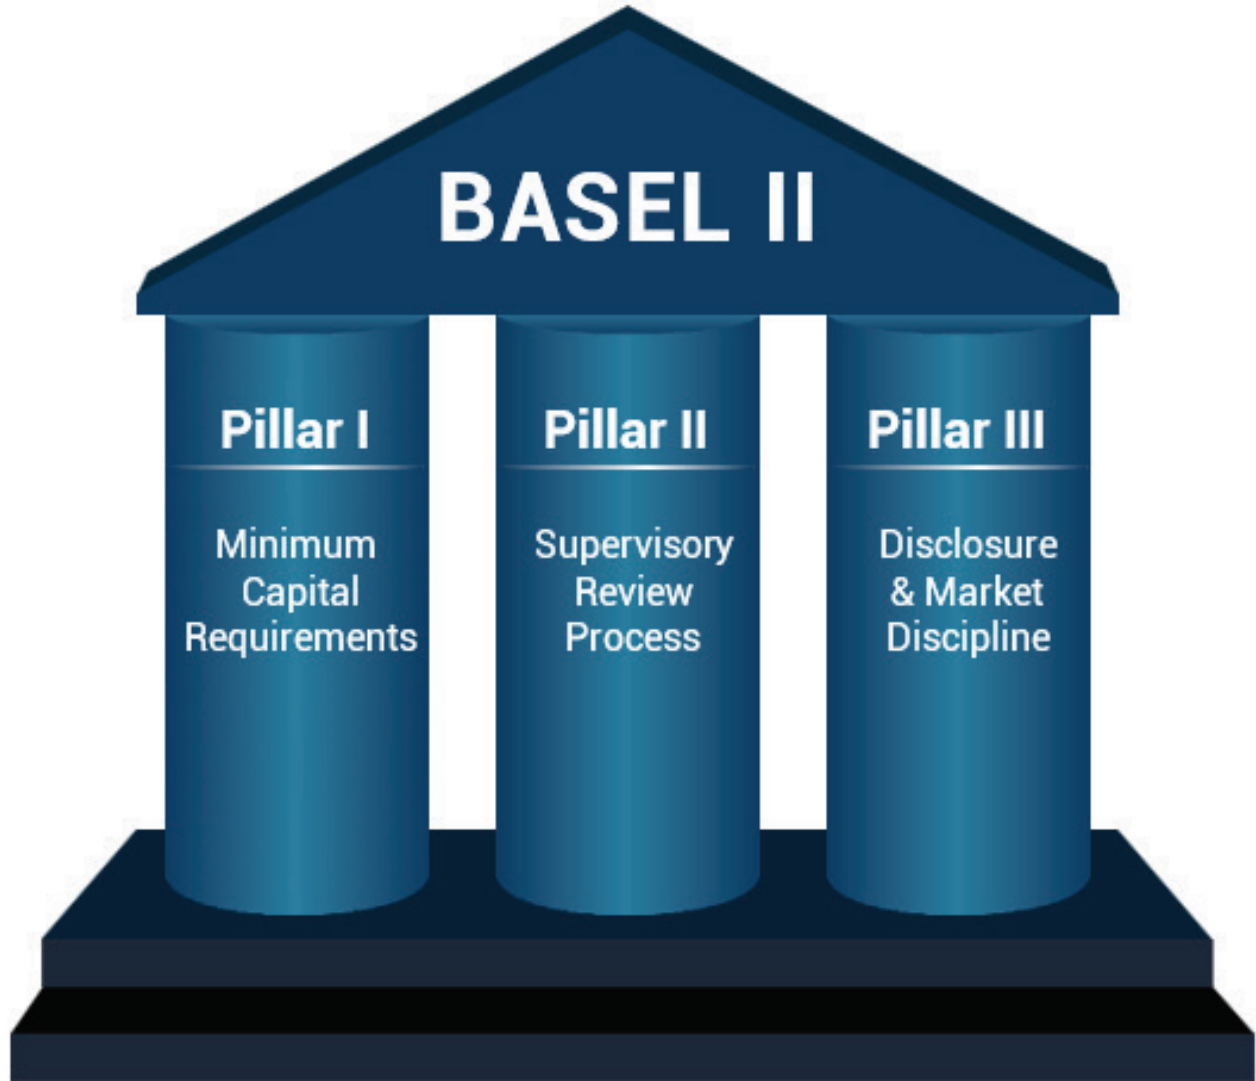 BASEL II
Pillar I
Minimum
Capital
Requirements
Pillar II
Supervisory
Review
Process
Pillar III
Disclosure
& Market
Discipline